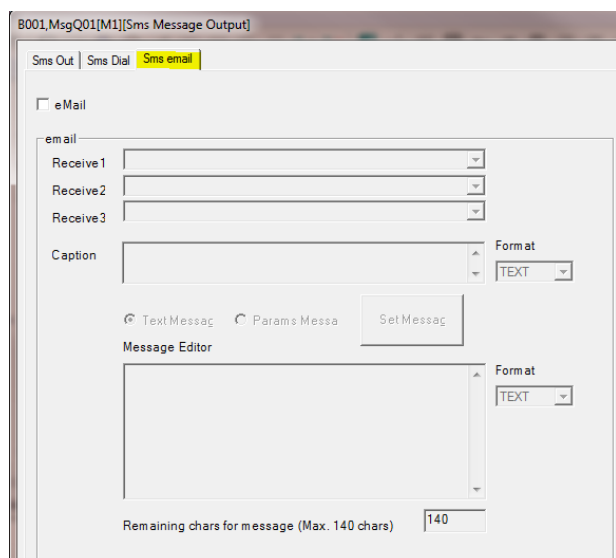 B001,MsgQ01[M1][Sms Message Output]
Sms Out Sms Dial Sms email
eMail
email
Receive1
Receive2
Receive3
Caption
Format
TEXT
Text Messag Params Messa Set Messag
Message Editor
Format
TEXT
Remaining chars for message (Max. 140 chars) 140